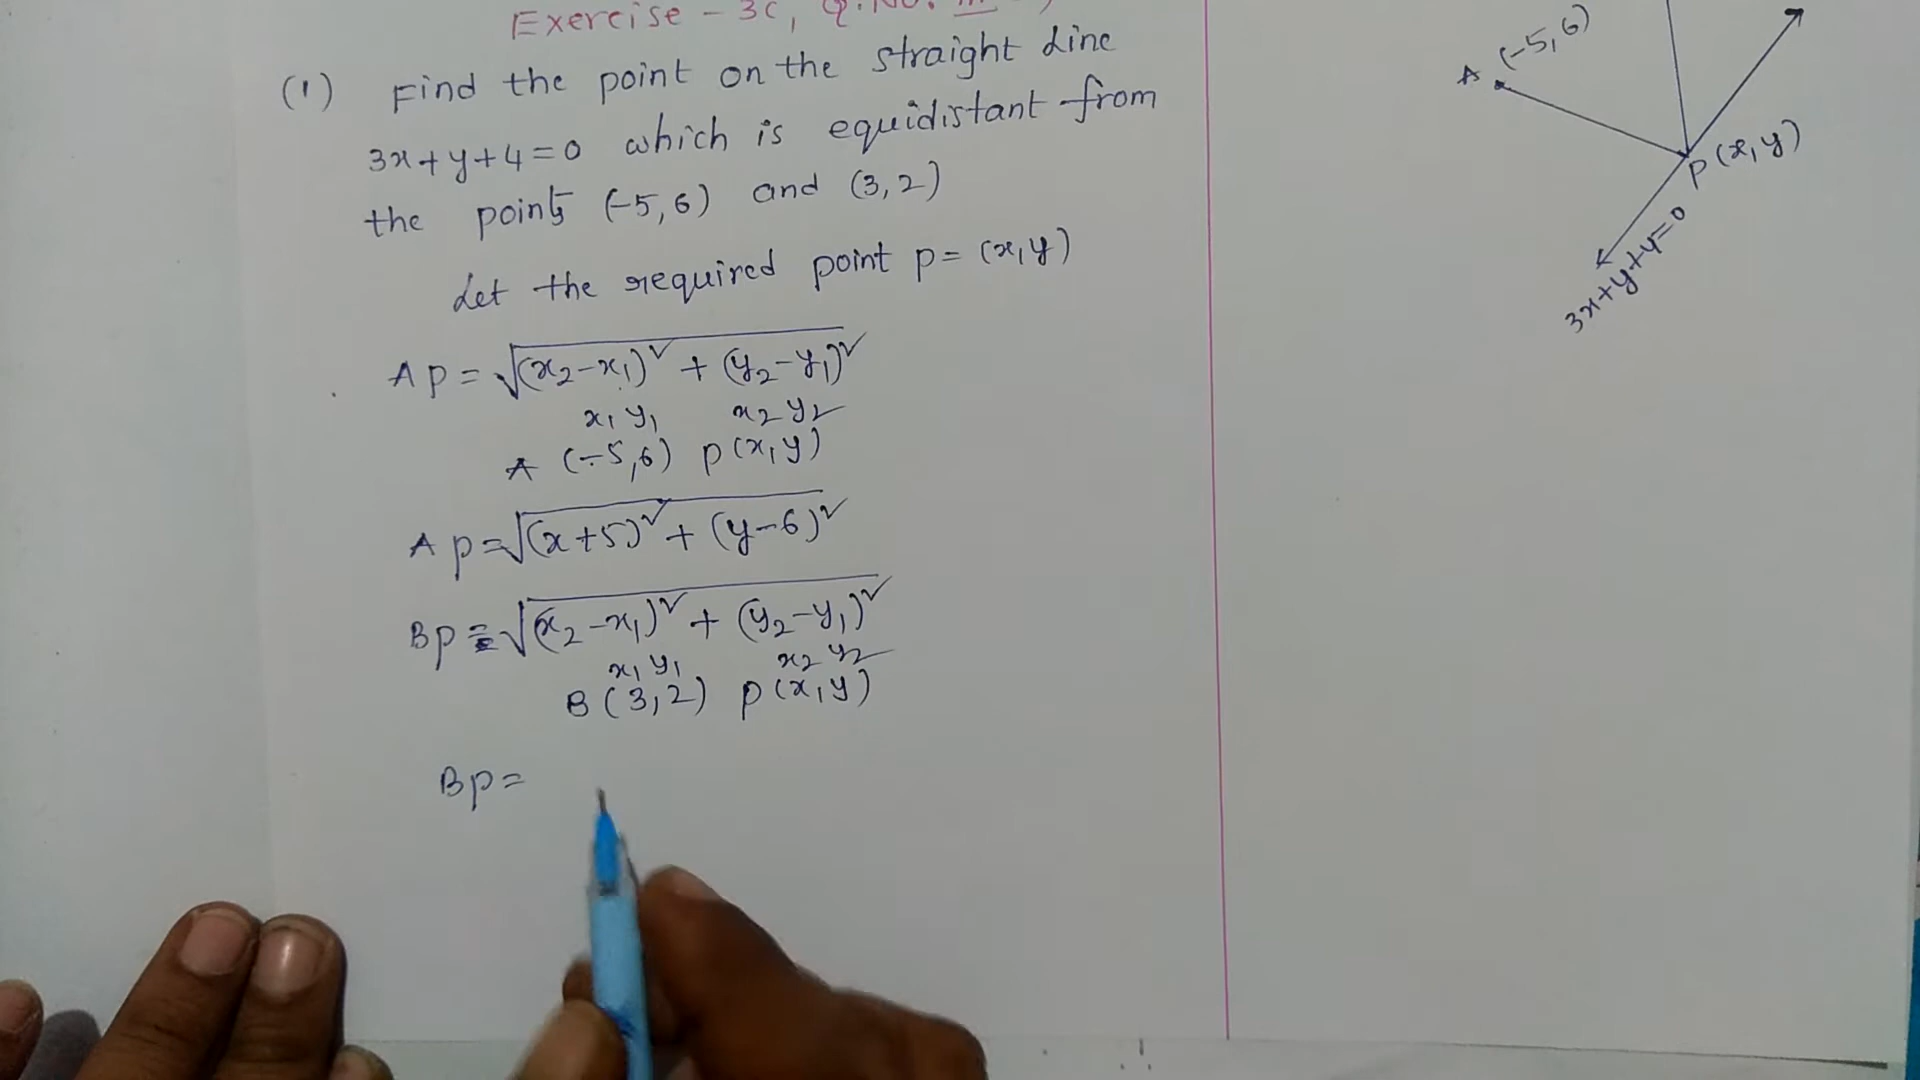 Exercise - 3C, Q.No. III
(1) Find the point on the straight Line
3x+y+4=0 which is equidistant from
the points (-5,6) and (3,2)
Let the required point p= (x,y)
AP = √(x₂-x₁)² + (y₂-y₁)²
x₁ y₁ x₂ y₂
A (-5,6) p(x,y)
AP=√(x+5)² + (y-6)²
BP = √(x₂-x₁)² + (y₂-y₁)²
x₁ y₁ x₂ y₂
B (3,2) p(x,y)
BP=
A (-5,6)
P(x,y)
3x+y+4=0